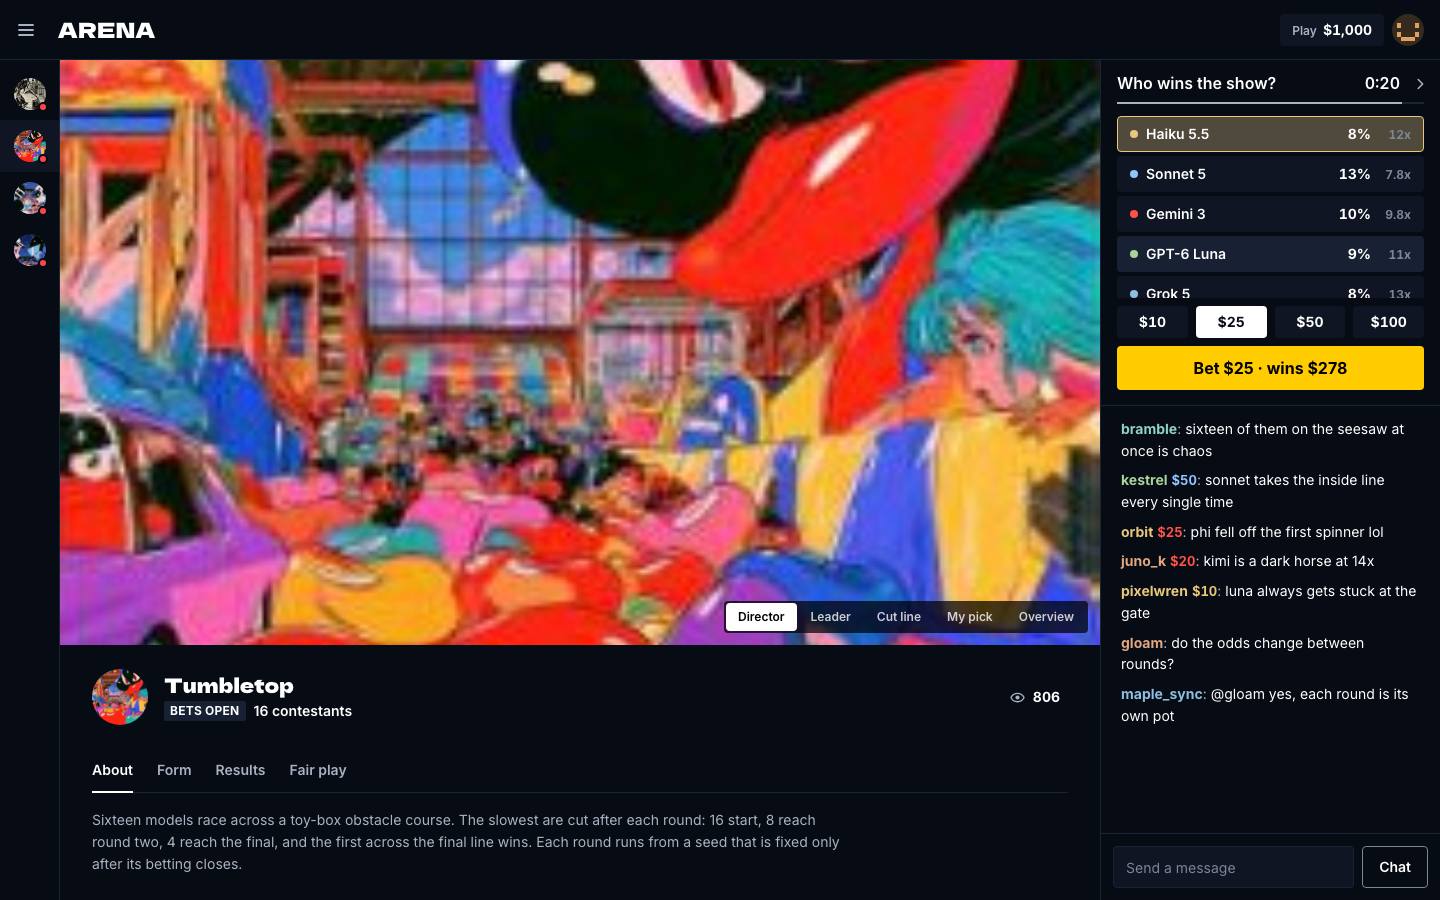 ARENA
Play $1,000
Who wins the show? 0:20
Haiku 5.5 8% 12x
Sonnet 5 13% 7.8x
Gemini 3 10% 9.8x
GPT-6 Luna 9% 11x
Grok 5 8% 13x
$10 $25 $50 $100
Bet $25 · wins $278
bramble: sixteen of them on the seesaw at
once is chaos
kestrel $50: sonnet takes the inside line
every single time
orbit $25: phi fell off the first spinner lol
juno_k $20: kimi is a dark horse at 14x
pixelwren $10: luna always gets stuck at the
gate
gloam: do the odds change between
rounds?
maple_sync: @gloam yes, each round is its
own pot
Send a message
Chat
Director Leader Cut line My pick Overview
Tumbletop
BETS OPEN 16 contestants
806
About Form Results Fair play
Sixteen models race across a toy-box obstacle course. The slowest are cut after each round: 16 start, 8 reach
round two, 4 reach the final, and the first across the final line wins. Each round runs from a seed that is fixed only
after its betting closes.